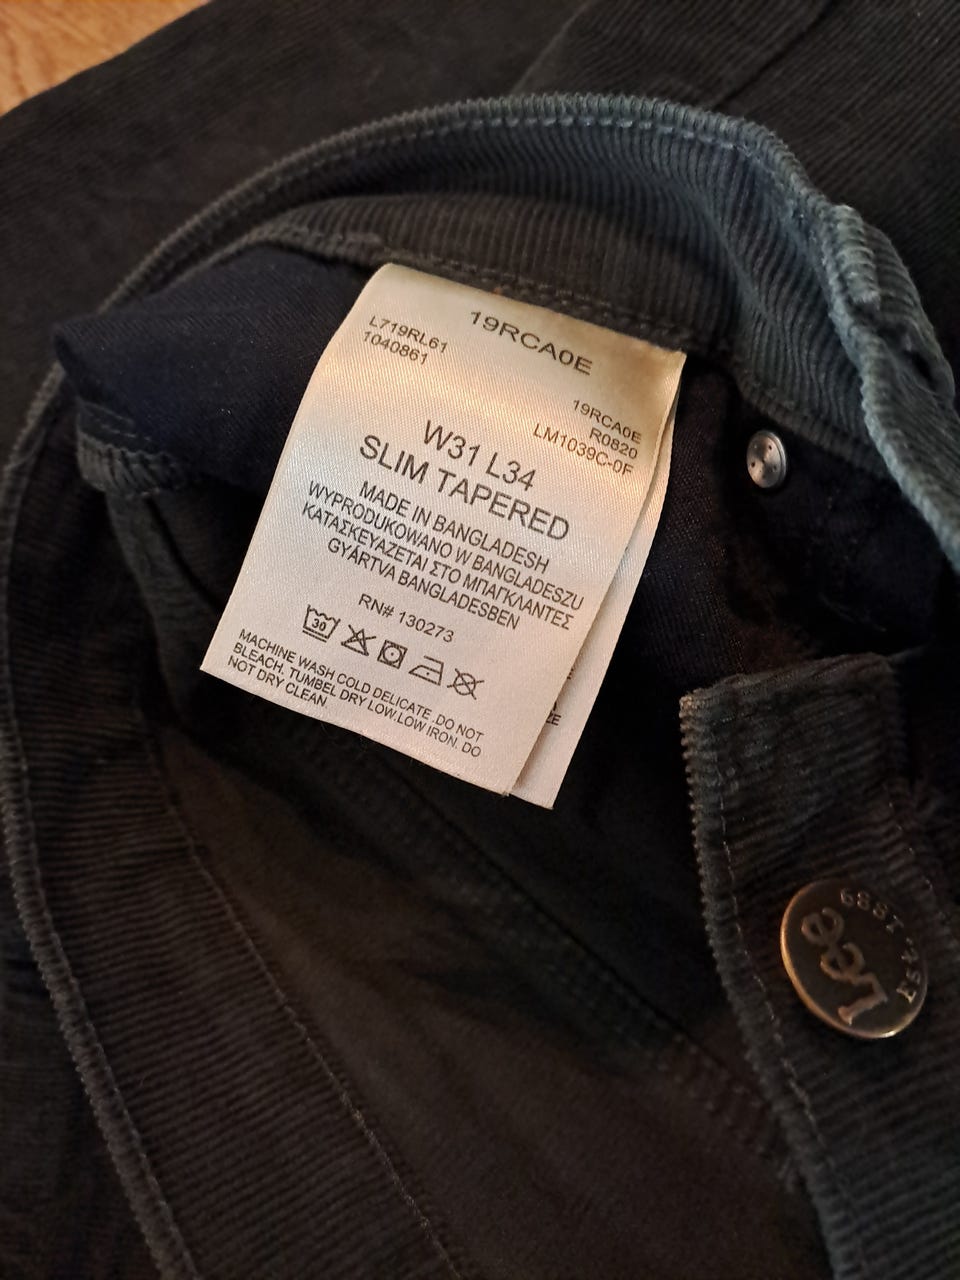 19RCA0E
L719RL61
1040861
19RCA0E
R0820
LM1039C-0F
W31 L34
SLIM TAPERED
MADE IN BANGLADESH
WYPRODUKOWANO W BANGLADESZU
ΚΑΤΑΣΚΕΥΑΖΕΤΑΙ ΣΤΟ ΜΠΑΓΚΛΑΝΤΕΣ
GYÁRTVA BANGLADESBEN
RN# 130273
30
MACHINE WASH COLD DELICATE .DO NOT
BLEACH. TUMBEL DRY LOW.LOW IRON. DO
NOT DRY CLEAN
Lee
1889